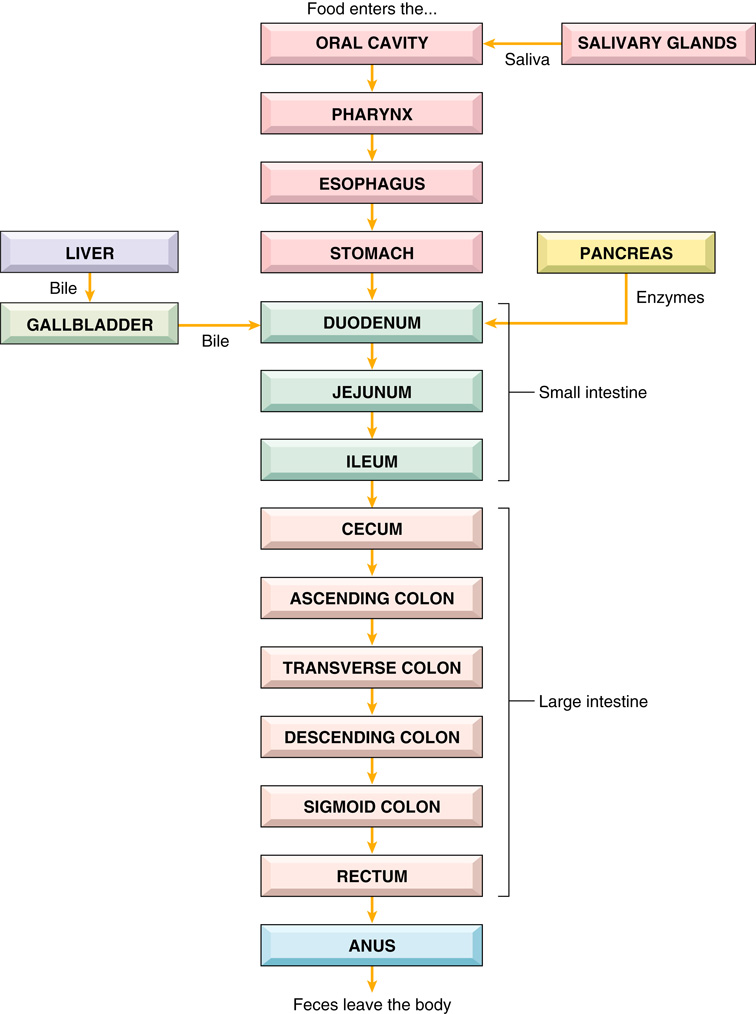 Food enters the...
ORAL CAVITY
SALIVARY GLANDS
Saliva
PHARYNX
ESOPHAGUS
LIVER
STOMACH
PANCREAS
Bile
Enzymes
GALLBLADDER
DUODENUM
Bile
JEJUNUM
Small intestine
ILEUM
CECUM
ASCENDING COLON
TRANSVERSE COLON
Large intestine
DESCENDING COLON
SIGMOID COLON
RECTUM
ANUS
Feces leave the body